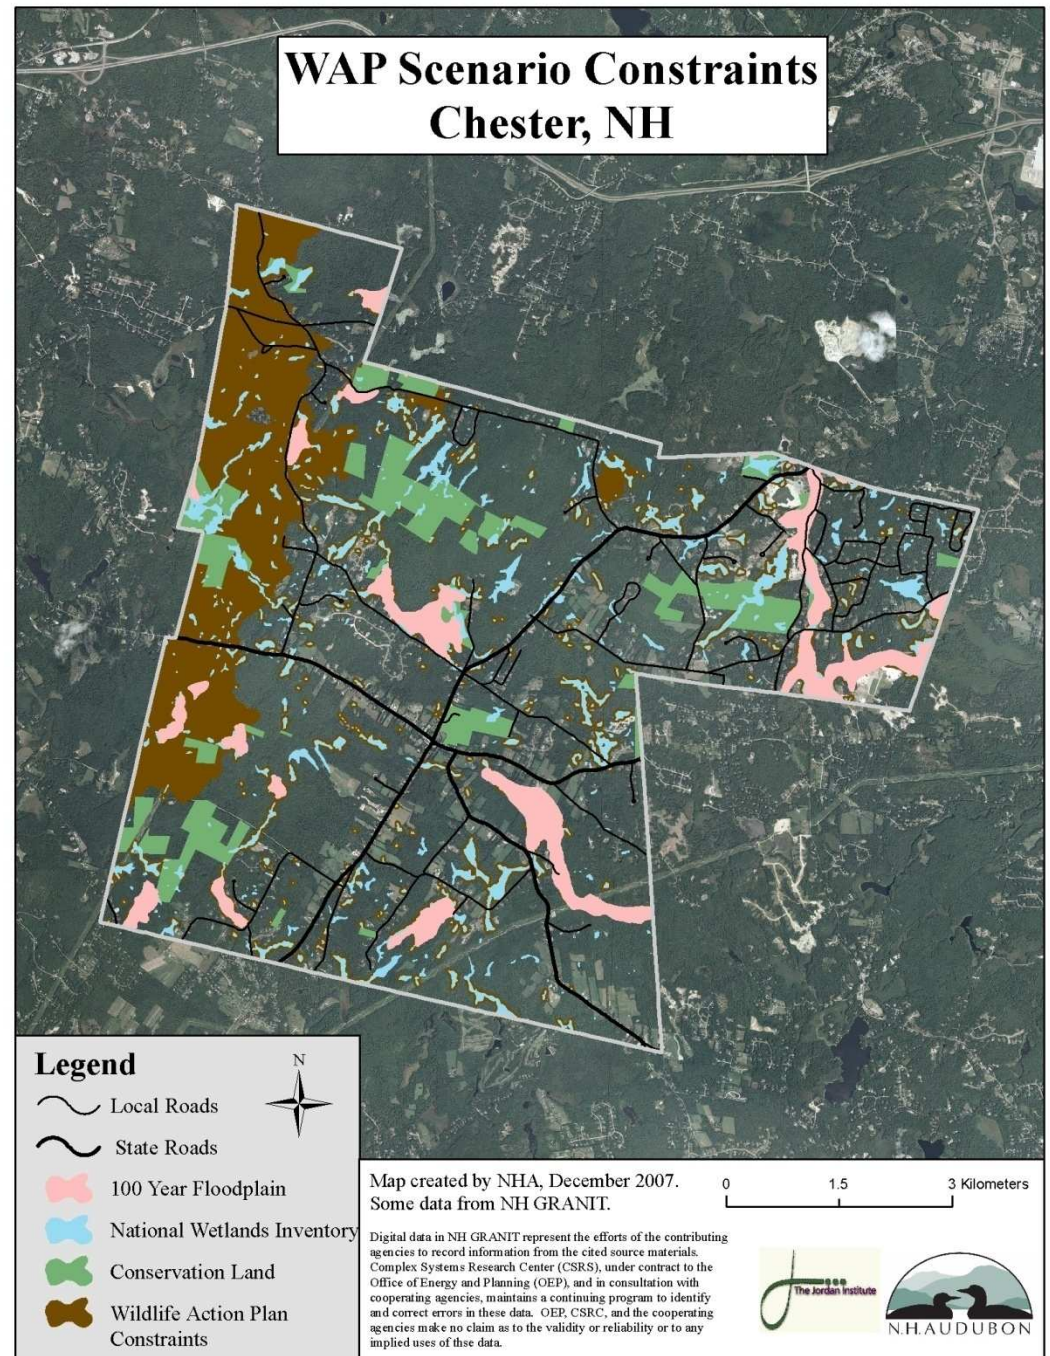 WAP Scenario Constraints
Chester, NH
Legend
N
Local Roads
State Roads
100 Year Floodplain
National Wetlands Inventory
Conservation Land
Wildlife Action Plan
Constraints
Map created by NHA, December 2007.
Some data from NH GRANIT.
0 1.5 3 Kilometers
Digital data in NH GRANIT represent the efforts of the contributing
agencies to record information from the cited source materials.
Complex Systems Research Center (CSRS), under contract to the
Office of Energy and Planning (OEP), and in consultation with
cooperating agencies, maintains a continuing program to identify
and correct errors in these data. OEP, CSRC, and the cooperating
agencies make no claim as to the validity or reliability or to any
implied uses of thse data.
The Jordan Institute
N.H.AUDUBON